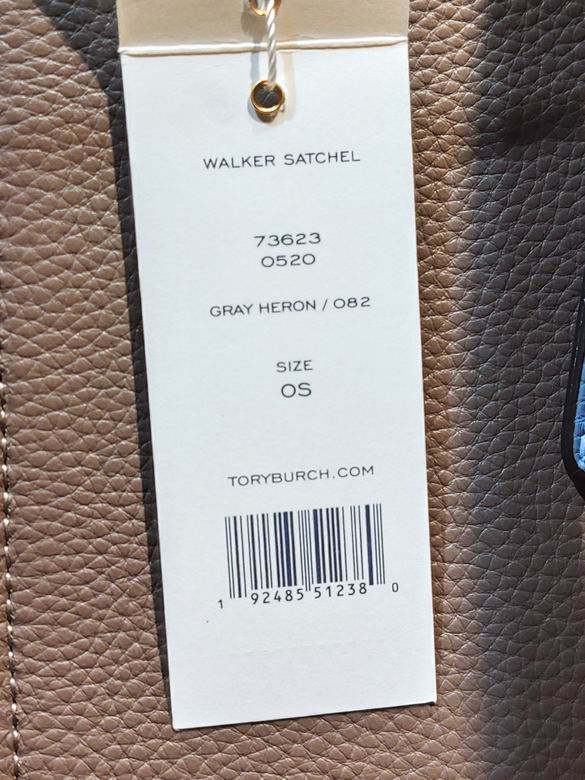 WALKER SATCHEL
73623
0520
GRAY HERON / 082
SIZE
OS
TORYBURCH.COM
1 92485 51238 0